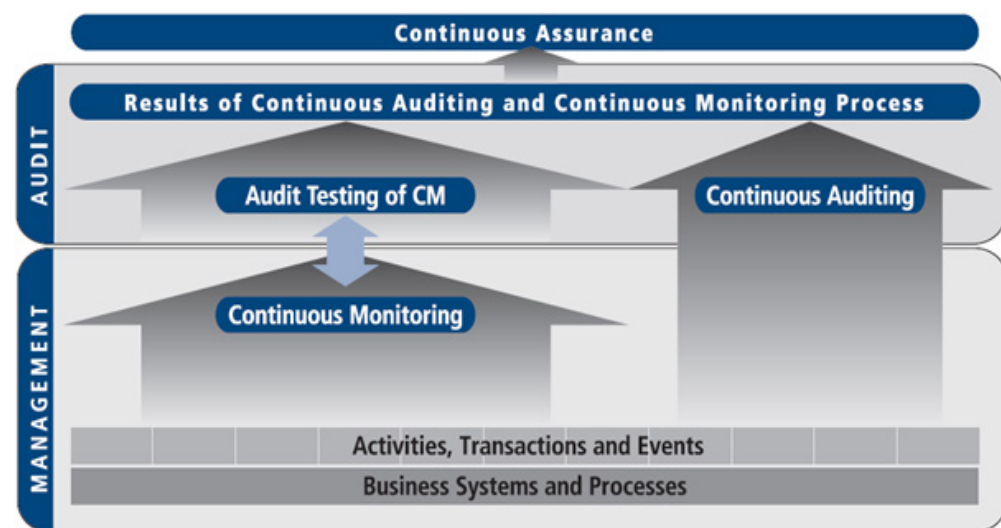 Continuous Assurance
AUDIT
Results of Continuous Auditing and Continuous Monitoring Process
Audit Testing of CM
Continuous Auditing
MANAGEMENT
Continuous Monitoring
Activities, Transactions and Events
Business Systems and Processes